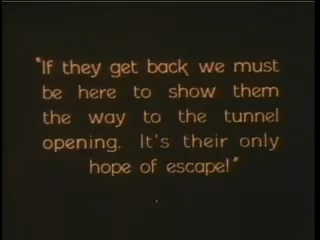 "If they get back we must
be here to show them
the way to the tunnel
opening. It's their only
hope of escape!"